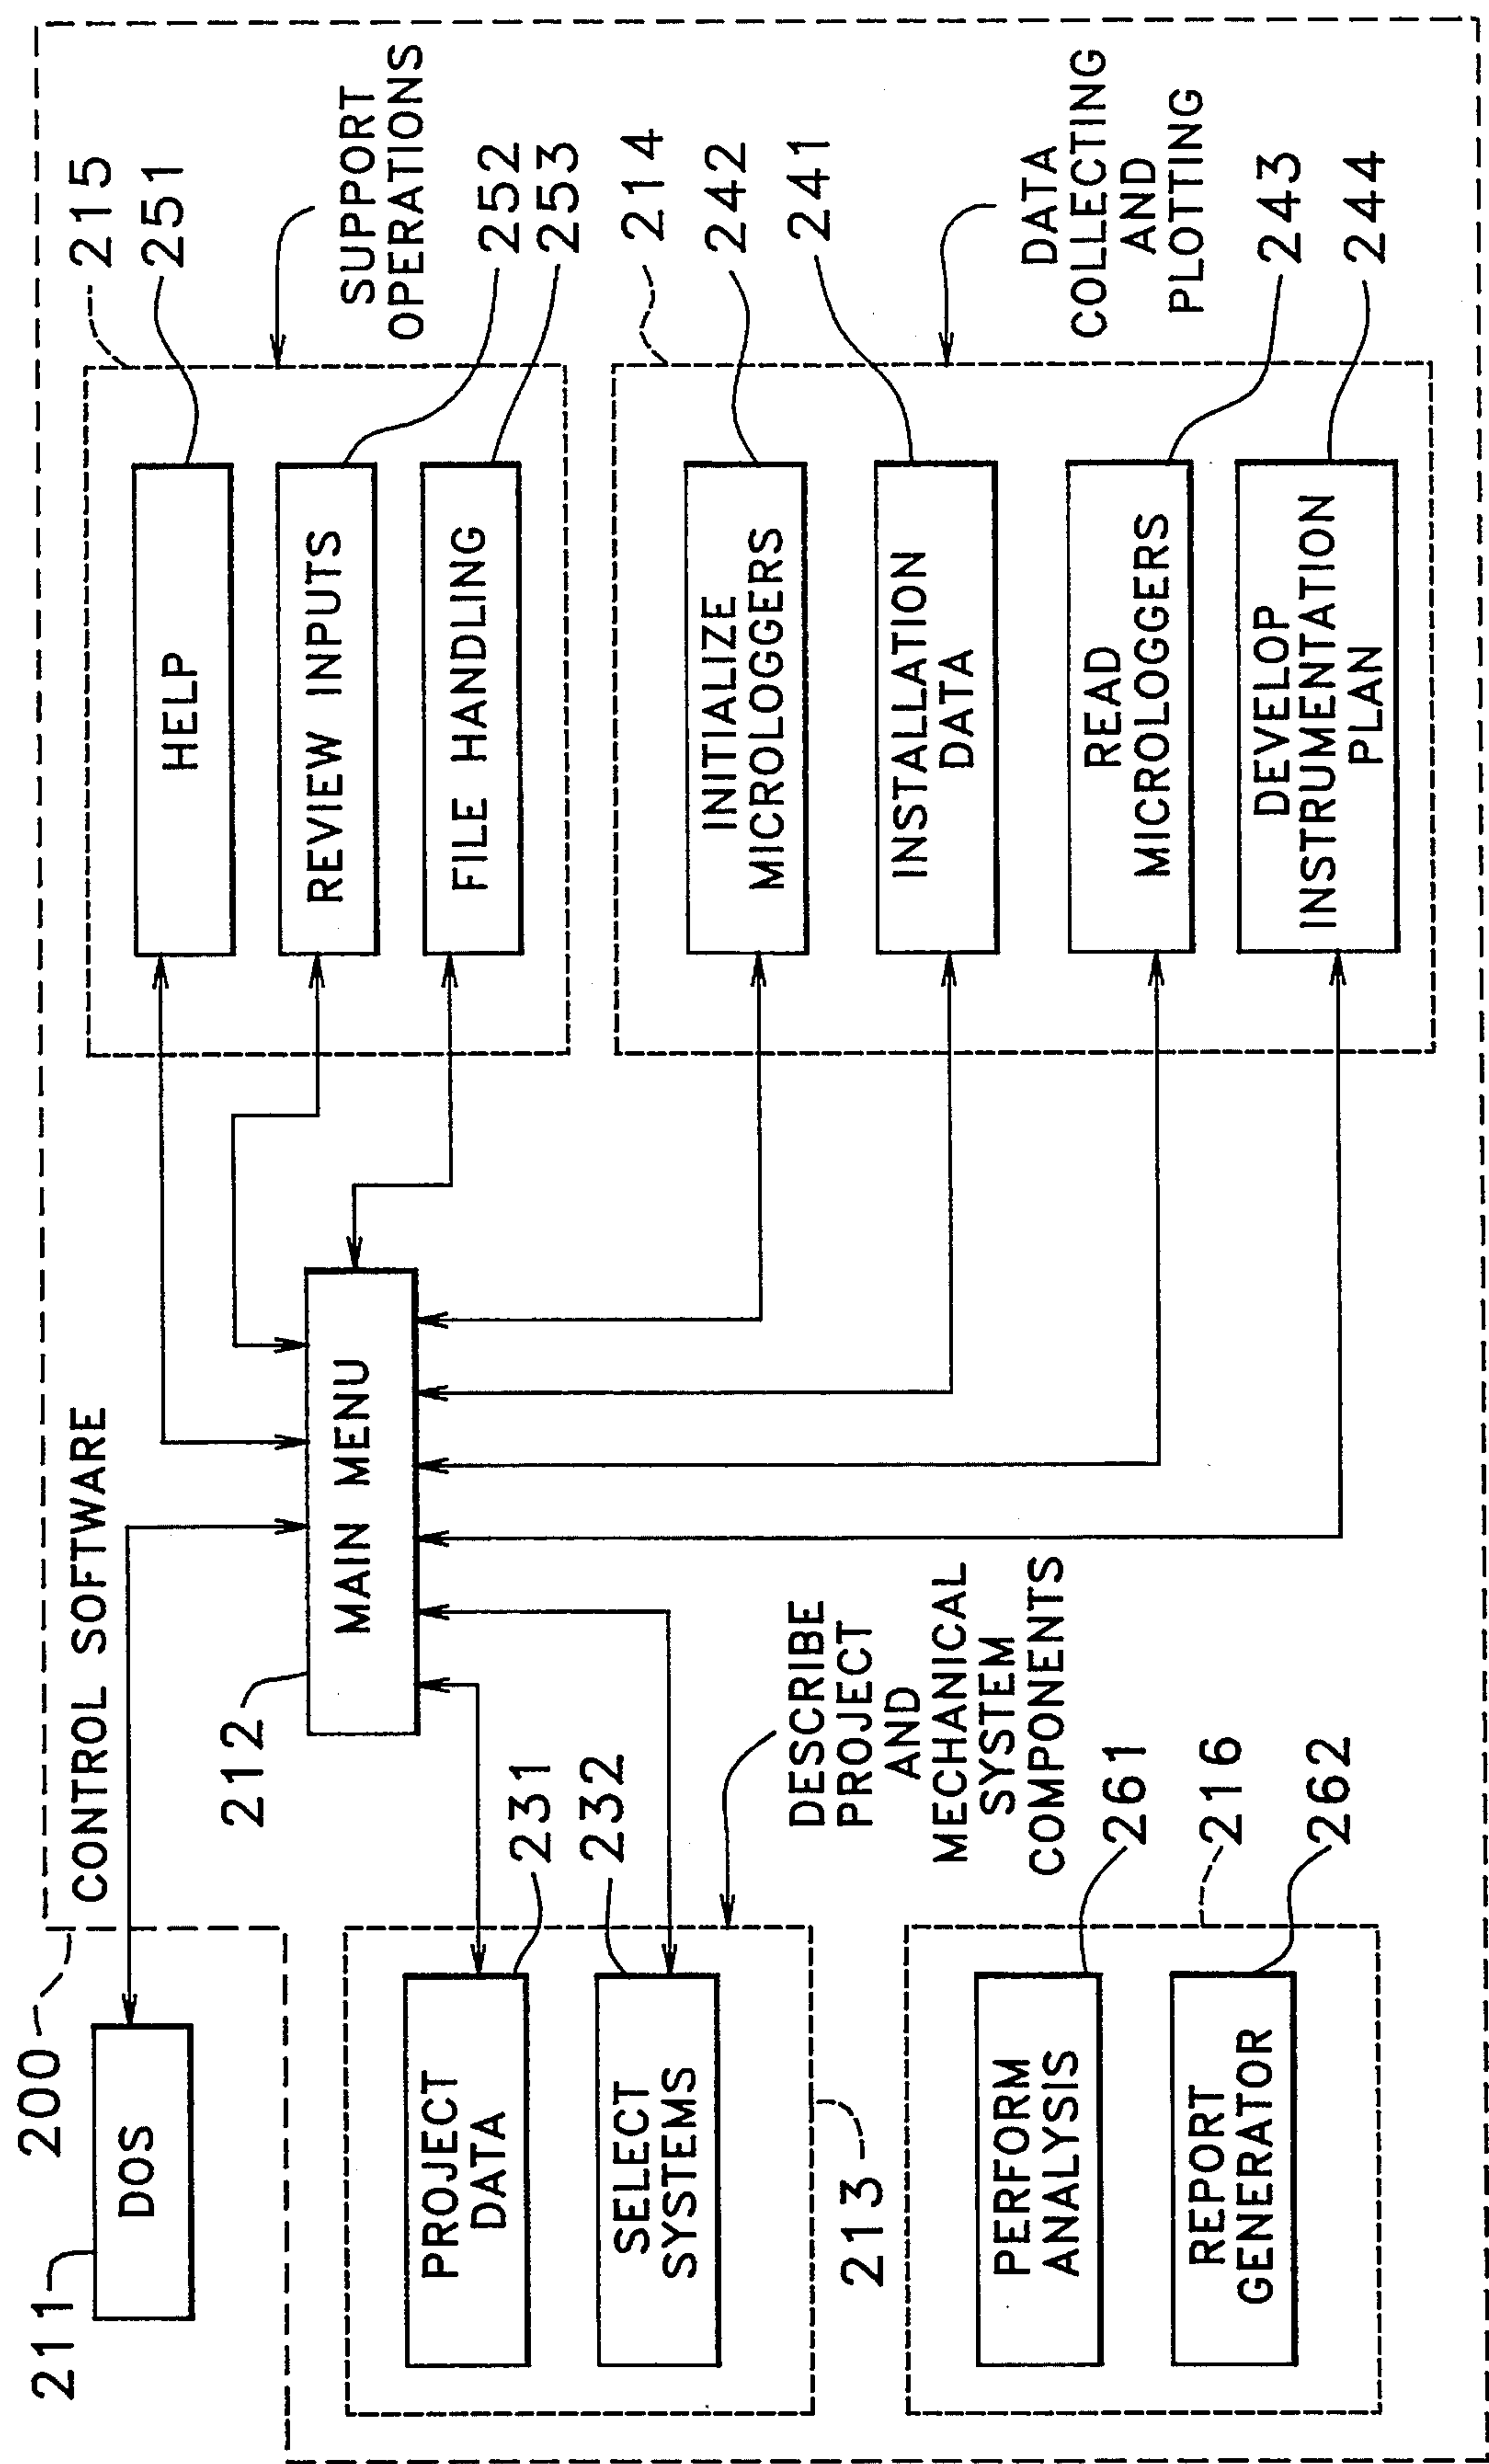 211
DOS
200
CONTROL SOFTWARE
212
MAIN MENU
215
251
SUPPORT
OPERATIONS
252
253
HELP
REVIEW INPUTS
FILE HANDLING
214
242
241
DATA
COLLECTING
AND
PLOTTING
243
244
INITIALIZE
MICROLOGGERS
INSTALLATION
DATA
READ
MICROLOGGERS
DEVELOP
INSTRUMENTATION
PLAN
231
232
PROJECT
DATA
SELECT
SYSTEMS
213
DESCRIBE
PROJECT
AND
MECHANICAL
SYSTEM
COMPONENTS
261
216
262
PERFORM
ANALYSIS
REPORT
GENERATOR